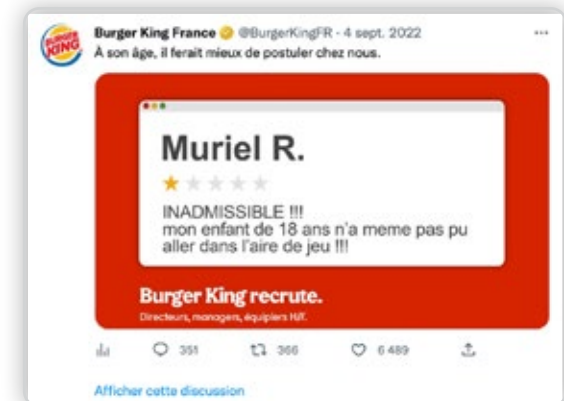 BURGER KING
Burger King France @BurgerKingFR · 4 sept. 2022
À son âge, il ferait mieux de postuler chez nous.
Muriel R.
INADMISSIBLE !!!
mon enfant de 18 ans n'a meme pas pu
aller dans l'aire de jeu !!!
Burger King recrute.
Directeurs, managers, équipiers H/F.
351 366 6 489
Afficher cette discussion